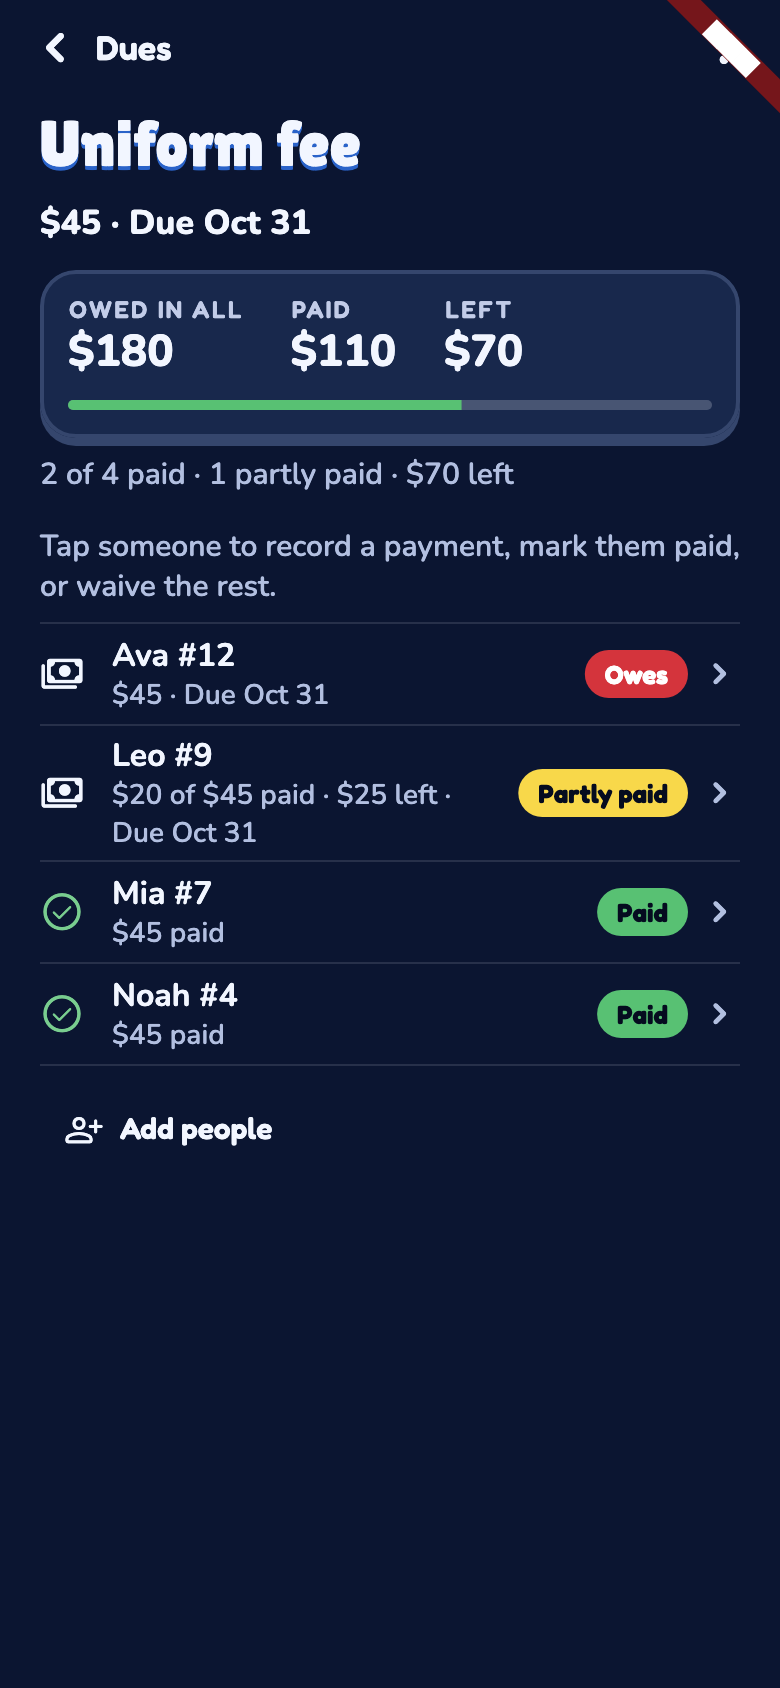 Dues
Uniform fee
$45 · Due Oct 31
OWED IN ALL PAID LEFT
$180 $110 $70
2 of 4 paid · 1 partly paid · $70 left
Tap someone to record a payment, mark them paid,
or waive the rest.
Ava #12
$45 · Due Oct 31
Owes
Leo #9
$20 of $45 paid · $25 left ·
Due Oct 31
Partly paid
Mia #7
$45 paid
Paid
Noah #4
$45 paid
Paid
Add people